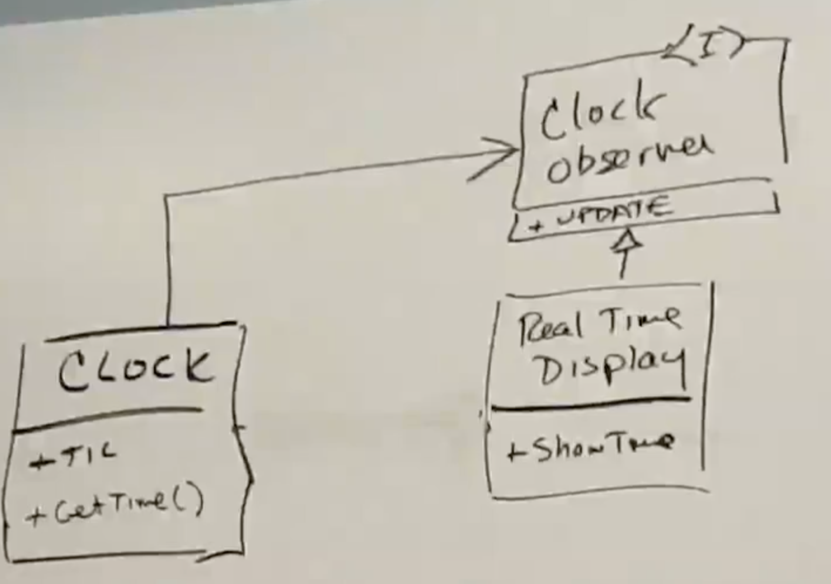 <I>
Clock
Observer
+ UPDATE
CLOCK
+TIC
+GetTime()
Real Time
Display
+ShowTime